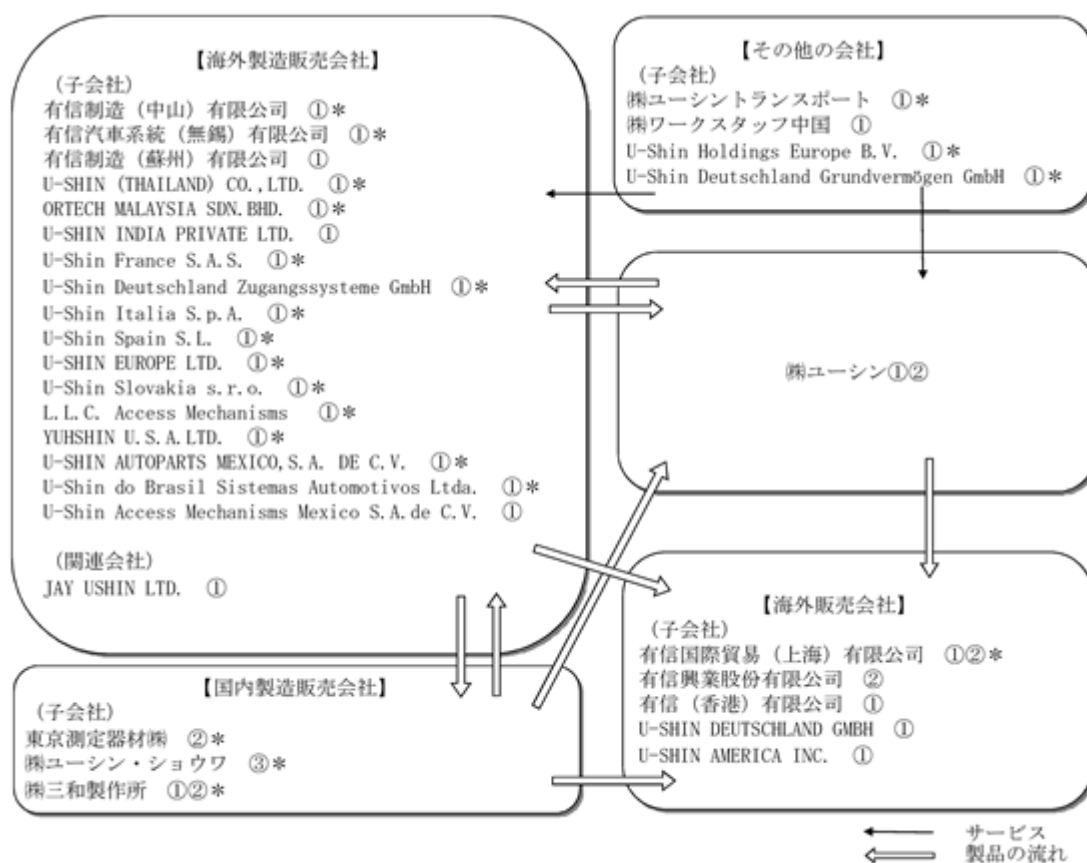 【海外製造販売会社】
(子会社)
有信制造（中山）有限公司 ①＊
有信汽車系統（無錫）有限公司 ①＊
有信制造（蘇州）有限公司 ①
U-SHIN (THAILAND) CO.,LTD. ①＊
ORTECH MALAYSIA SDN.BHD. ①＊
U-SHIN INDIA PRIVATE LTD. ①
U-Shin France S.A.S. ①＊
U-Shin Deutschland Zugangssysteme GmbH ①＊
U-Shin Italia S.p.A. ①＊
U-Shin Spain S.L. ①＊
U-SHIN EUROPE LTD. ①＊
U-Shin Slovakia s.r.o. ①＊
L.L.C. Access Mechanisms ①＊
YUHSHIN U.S.A.LTD. ①＊
U-SHIN AUTOPARTS MEXICO,S.A. DE C.V. ①＊
U-Shin do Brasil Sistemas Automotivos Ltda. ①＊
U-Shin Access Mechanisms Mexico S.A.de C.V. ①
(関連会社)
JAY USHIN LTD. ①
【国内製造販売会社】
(子会社)
東京測定器材㈱ ②＊
㈱ユーシン・ショウワ ③＊
㈱三和製作所 ①②＊
【その他の会社】
(子会社)
㈱ユーシントランスポート ①＊
㈱ワークスタッフ中国 ①
U-Shin Holdings Europe B.V. ①＊
U-Shin Deutschland Grundvermögen GmbH ①＊
㈱ユーシン①②
【海外販売会社】
(子会社)
有信国際貿易（上海）有限公司 ①②＊
有信興業股份有限公司 ②
有信（香港）有限公司 ①
U-SHIN DEUTSCHLAND GMBH ①
U-SHIN AMERICA INC. ①
サービス
製品の流れ